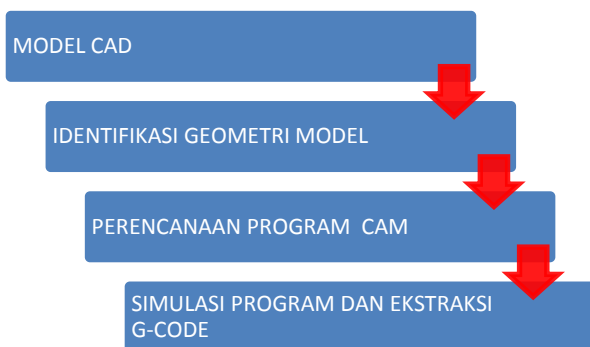 MODEL CAD
IDENTIFIKASI GEOMETRI MODEL
PERENCANAAN PROGRAM CAM
SIMULASI PROGRAM DAN EKSTRAKSI
G-CODE